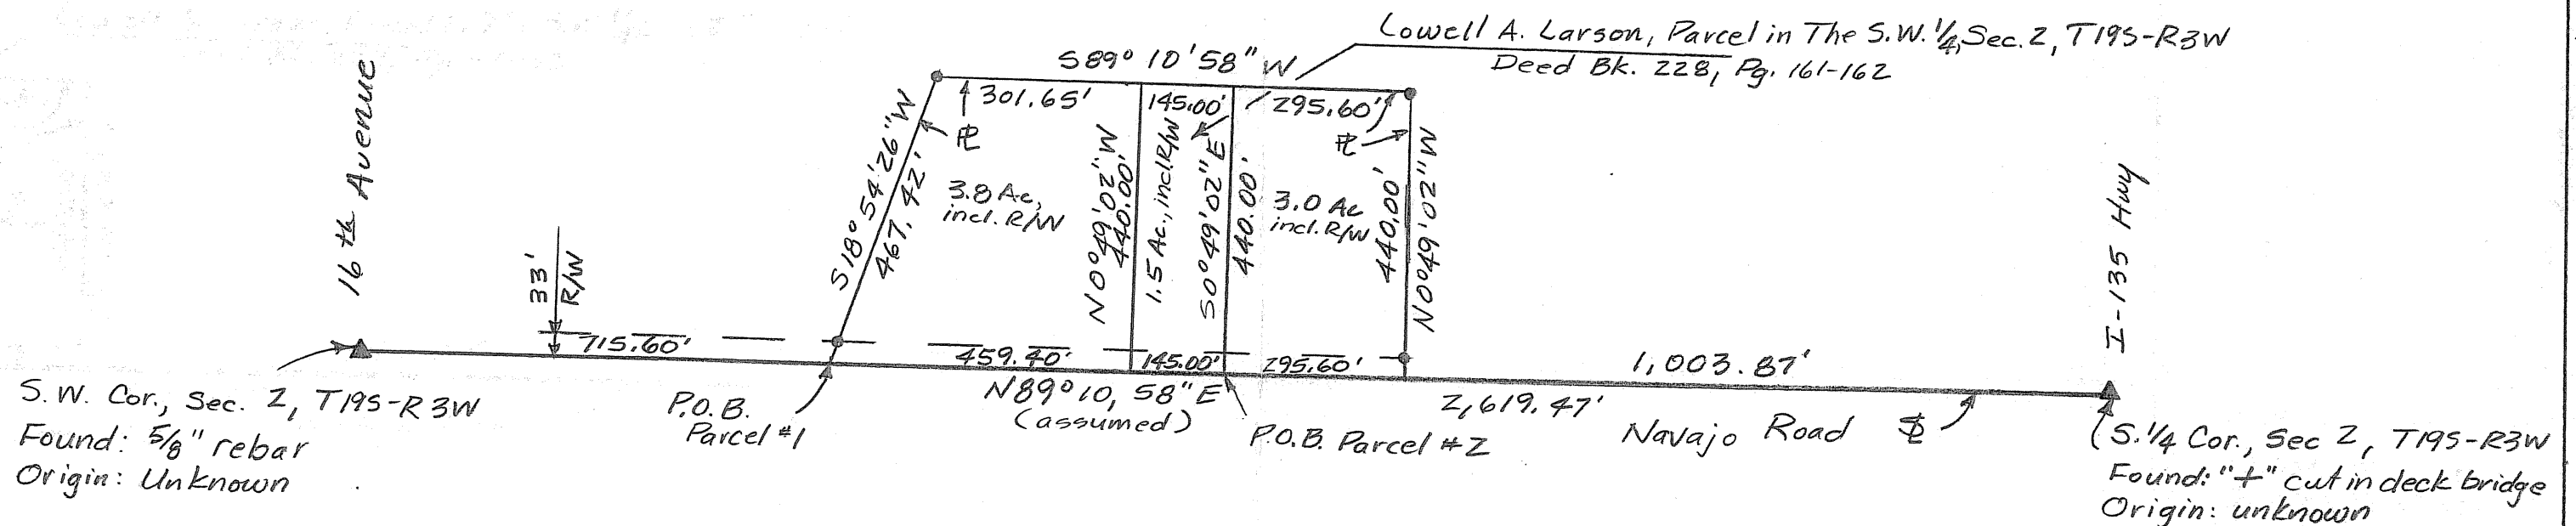 Lowell A. Larson, Parcel in The S.W. 1/4, Sec. 2, T19S-R3W
Deed Bk. 228, Pg. 161-162
S89° 10' 58" W
301.65'
145.00'
295.60'
16th Avenue
S18° 54' 26" W
467.42'
PL
3.8 Ac,
incl. R/W
N0° 49' 02" W
440.00'
1.5 Ac., incl. R/W
S0° 49' 02" E
440.00'
3.0 Ac
incl. R/W
PL
440.00'
N0° 49' 02" W
I-135 Hwy
33'
R/W
715.60'
459.40'
145.00'
295.60'
1,003.87'
N89° 10, 58" E
(assumed)
2,619.47'
Navajo Road
P.O.B.
Parcel #1
P.O.B. Parcel #2
S.W. Cor., Sec. 2, T19S-R3W
Found: 5/8" rebar
Origin: Unknown
S.1/4 Cor., Sec 2, T19S-R3W
Found: "+" cut in deck bridge
Origin: unknown